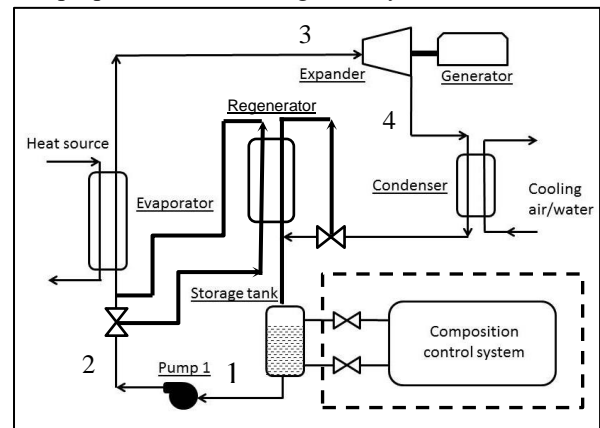 3
Expander
Generator
Regenerator
4
Heat source
Evaporator
Condenser
Cooling
air/water
Storage tank
Composition
control system
2
Pump 1
1